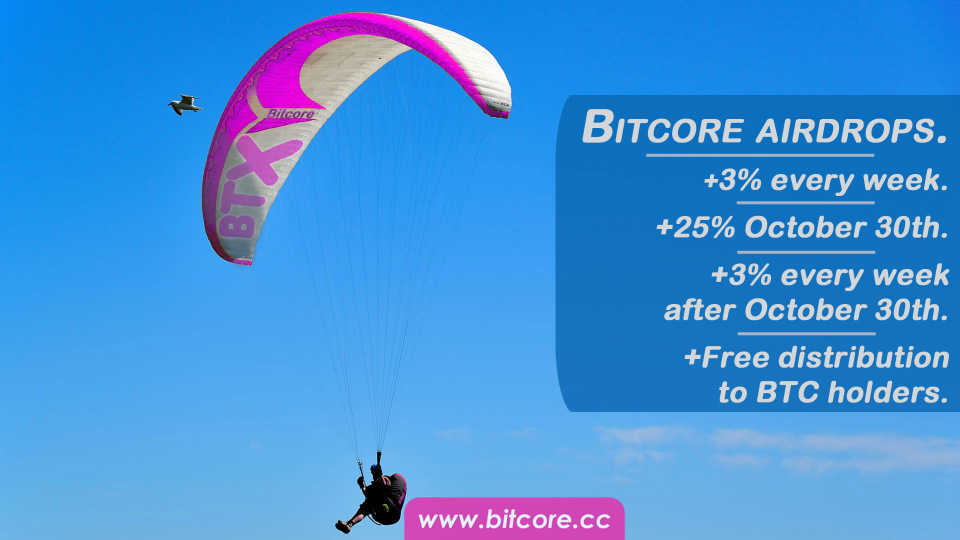 Bitcore
BTX
BITCORE AIRDROPS.
+3% every week.
+25% October 30th.
+3% every week
after October 30th.
+Free distribution
to BTC holders.
www.bitcore.cc